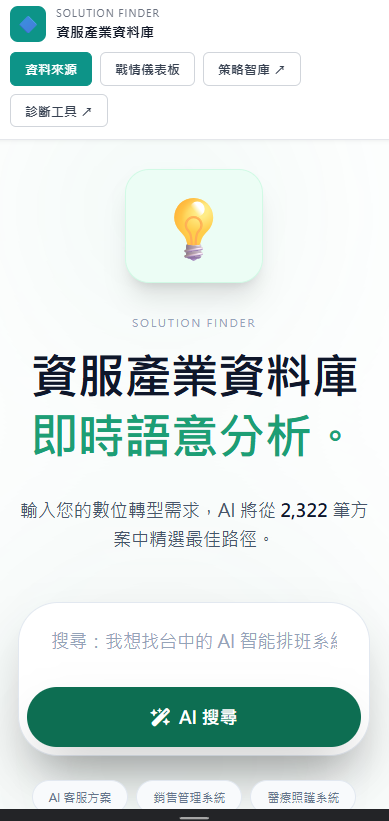 SOLUTION FINDER
資服產業資料庫
資料來源
戰情儀表板
策略智庫 ↗
診斷工具 ↗
SOLUTION FINDER
資服產業資料庫
即時語意分析。
輸入您的數位轉型需求，AI 將從 2,322 筆方
案中精選最佳路徑。
搜尋：我想找台中的 AI 智能排班系統
AI 搜尋
AI 客服方案
銷售管理系統
醫療照護系統